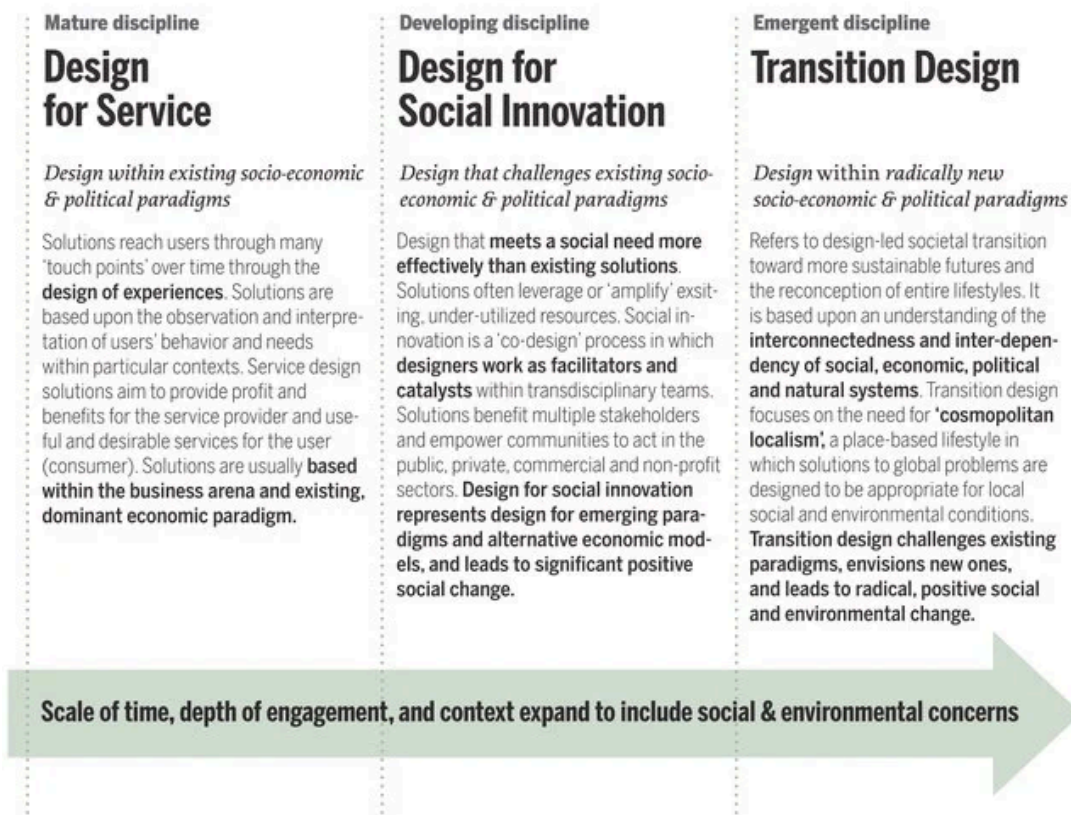 Mature discipline
Design
for Service
Design within existing socio-economic
& political paradigms
Solutions reach users through many
'touch points' over time through the
design of experiences. Solutions are
based upon the observation and interpre-
tation of users' behavior and needs
within particular contexts. Service design
solutions aim to provide profit and
benefits for the service provider and use-
ful and desirable services for the user
(consumer). Solutions are usually based
within the business arena and existing,
dominant economic paradigm.
Developing discipline
Design for
Social Innovation
Design that challenges existing socio-
economic & political paradigms
Design that meets a social need more
effectively than existing solutions.
Solutions often leverage or 'amplify' exsit-
ing, under-utilized resources. Social in-
novation is a 'co-design' process in which
designers work as facilitators and
catalysts within transdisciplinary teams.
Solutions benefit multiple stakeholders
and empower communities to act in the
public, private, commercial and non-profit
sectors. Design for social innovation
represents design for emerging para-
digms and alternative economic mod-
els, and leads to significant positive
social change.
Emergent discipline
Transition Design
Design within radically new
socio-economic & political paradigms
Refers to design-led societal transition
toward more sustainable futures and
the reconception of entire lifestyles. It
is based upon an understanding of the
interconnectedness and inter-depen-
dency of social, economic, political
and natural systems. Transition design
focuses on the need for 'cosmopolitan
localism', a place-based lifestyle in
which solutions to global problems are
designed to be appropriate for local
social and environmental conditions.
Transition design challenges existing
paradigms, envisions new ones,
and leads to radical, positive social
and environmental change.
Scale of time, depth of engagement, and context expand to include social & environmental concerns